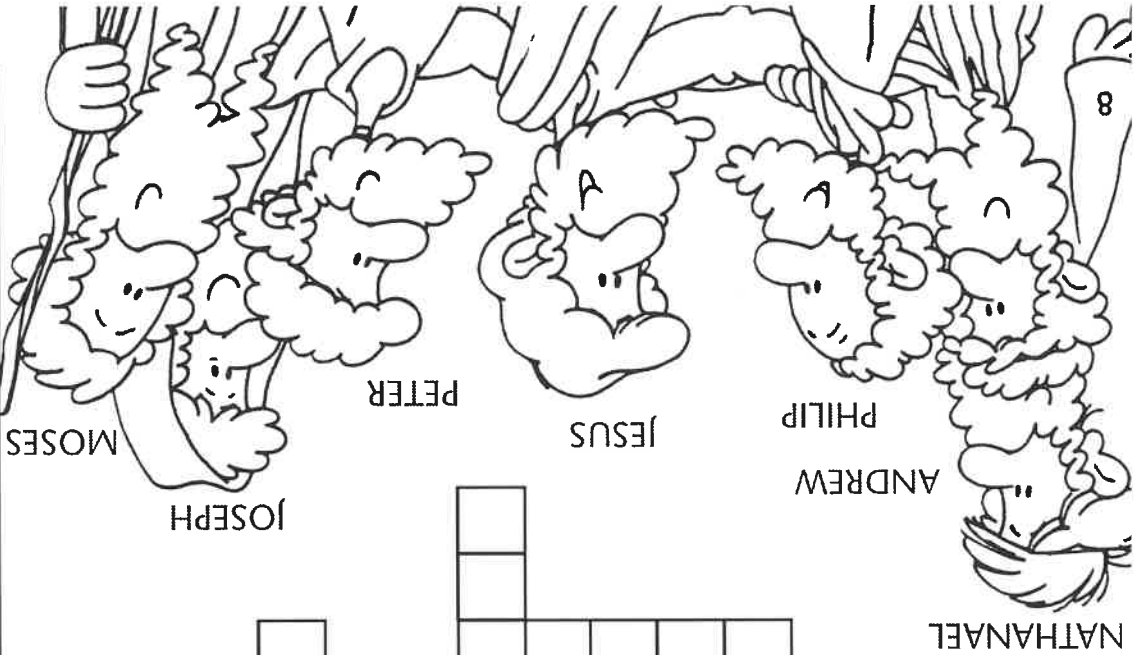 NATHANAEL
JOSEPH
ANDREW
MOSES
JESUS
PHILIP
PETER
8